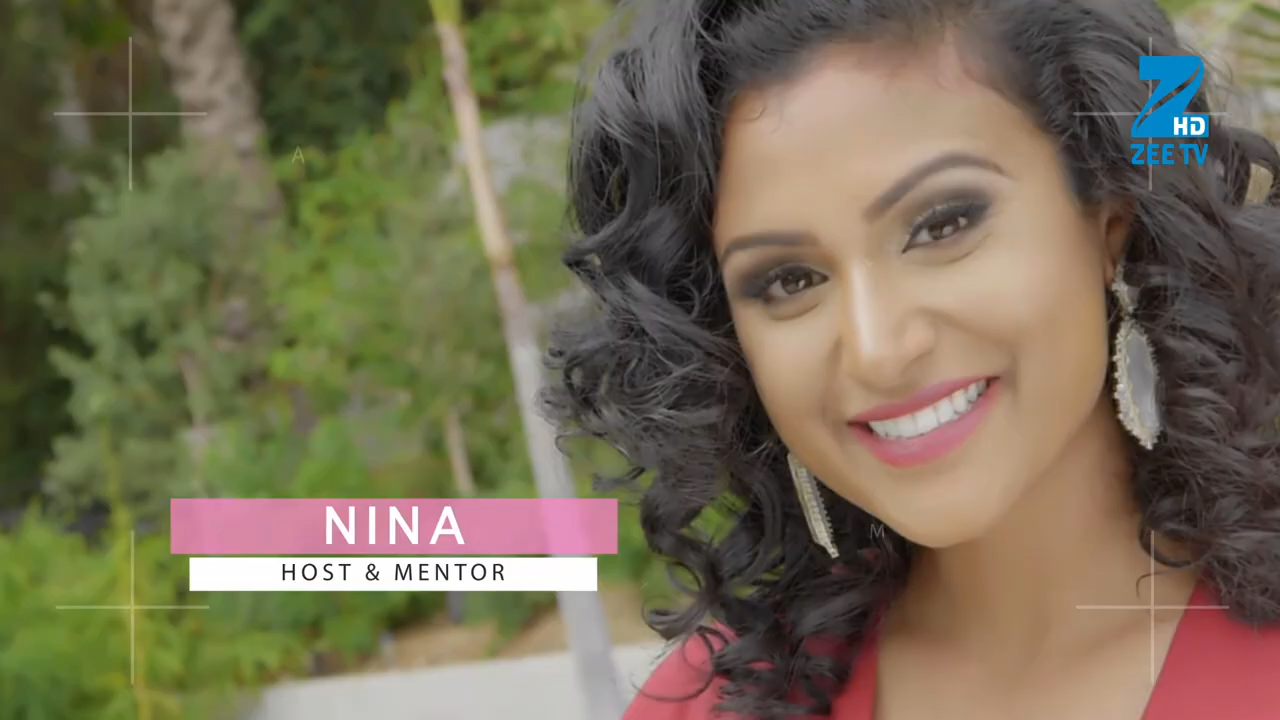 HD
ZEE TV
A
NINA
HOST & MENTOR
M